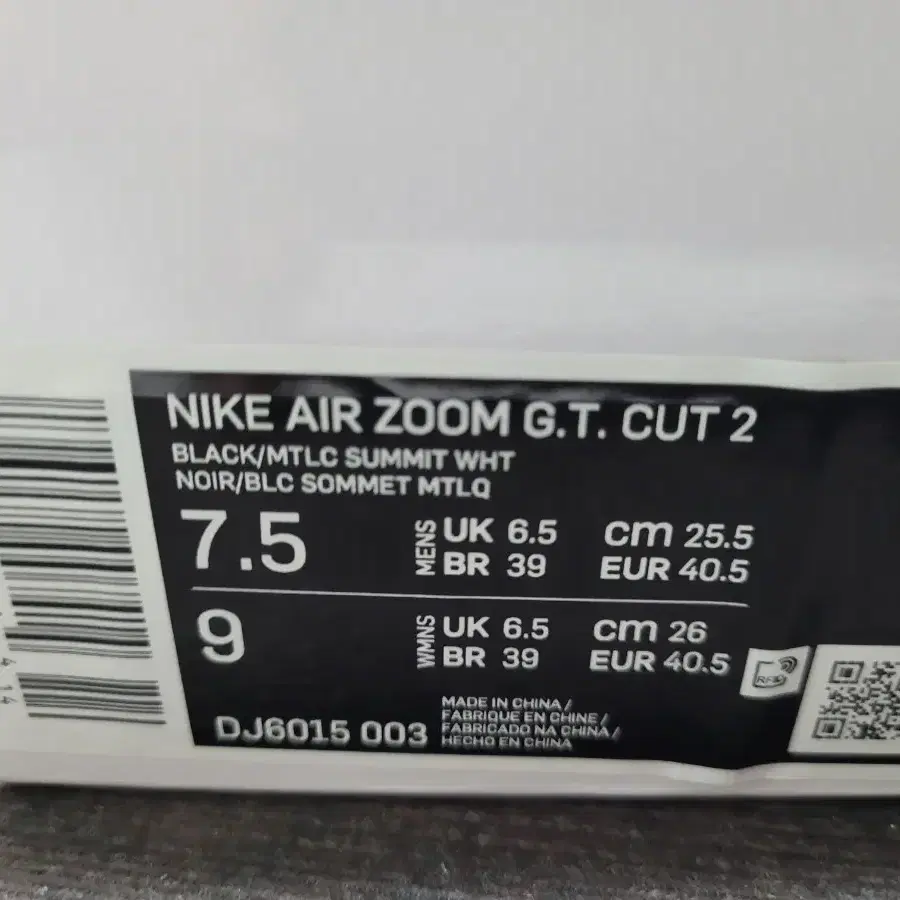 NIKE AIR ZOOM G.T. CUT 2
BLACK/MTLC SUMMIT WHT
NOIR/BLC SOMMET MTLQ
7.5 MENS UK 6.5 cm 25.5
BR 39 EUR 40.5
9 WMNS UK 6.5 cm 26
BR 39 EUR 40.5
RFID
DJ6015 003
MADE IN CHINA /
FABRIQUE EN CHINE /
FABRICADO NA CHINA /
HECHO EN CHINA